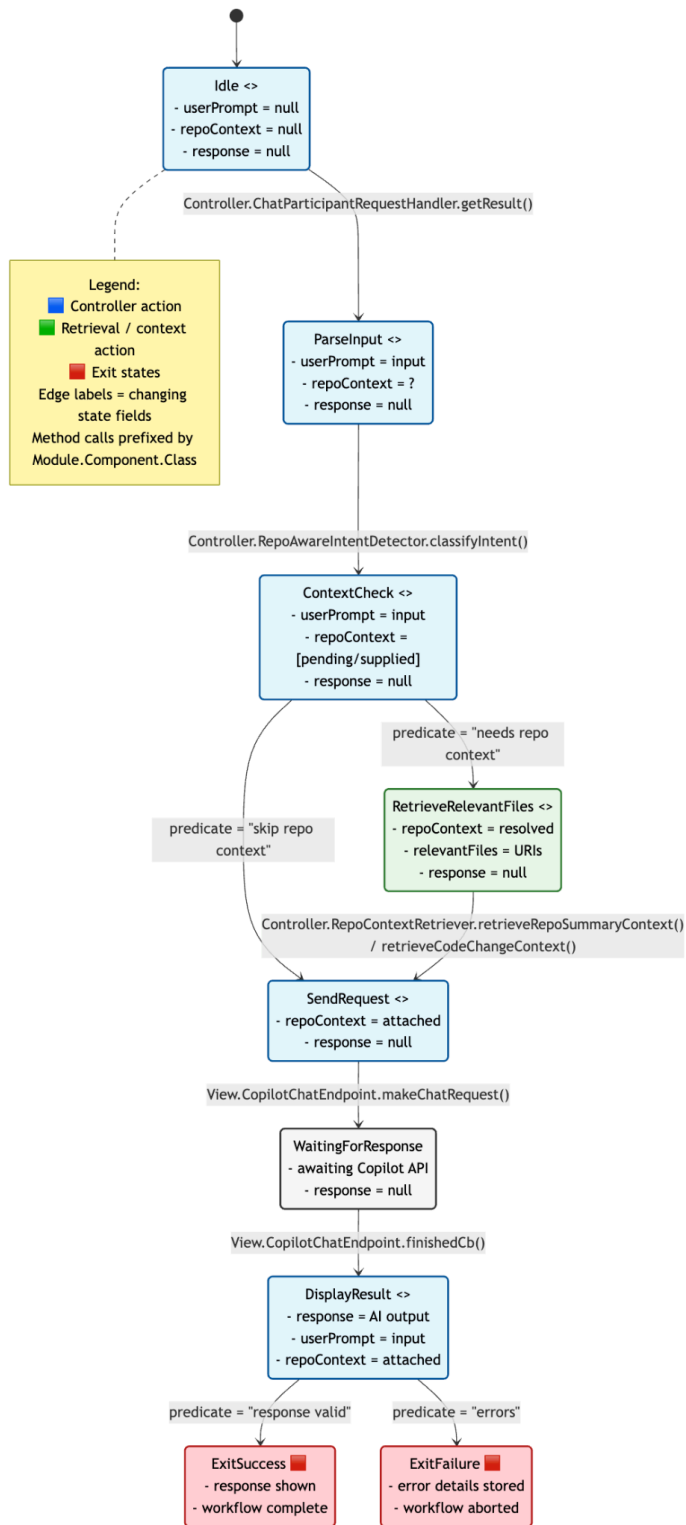 Idle <>
- userPrompt = null
- repoContext = null
- response = null
Controller.ChatParticipantRequestHandler.getResult()
Legend:
🟦 Controller action
🟩 Retrieval / context
action
🟥 Exit states
Edge labels = changing
state fields
Method calls prefixed by
Module.Component.Class
ParseInput <>
- userPrompt = input
- repoContext = ?
- response = null
Controller.RepoAwareIntentDetector.classifyIntent()
ContextCheck <>
- userPrompt = input
- repoContext =
[pending/supplied]
- response = null
predicate = "needs repo
context"
predicate = "skip repo
context"
RetrieveRelevantFiles <>
- repoContext = resolved
- relevantFiles = URIs
- response = null
Controller.RepoContextRetriever.retrieveRepoSummaryContext()
/ retrieveCodeChangeContext()
SendRequest <>
- repoContext = attached
- response = null
View.CopilotChatEndpoint.makeChatRequest()
WaitingForResponse
- awaiting Copilot API
- response = null
View.CopilotChatEndpoint.finishedCb()
DisplayResult <>
- response = AI output
- userPrompt = input
- repoContext = attached
predicate = "response valid"
predicate = "errors"
ExitSuccess 🟥
- response shown
- workflow complete
ExitFailure 🟥
- error details stored
- workflow aborted